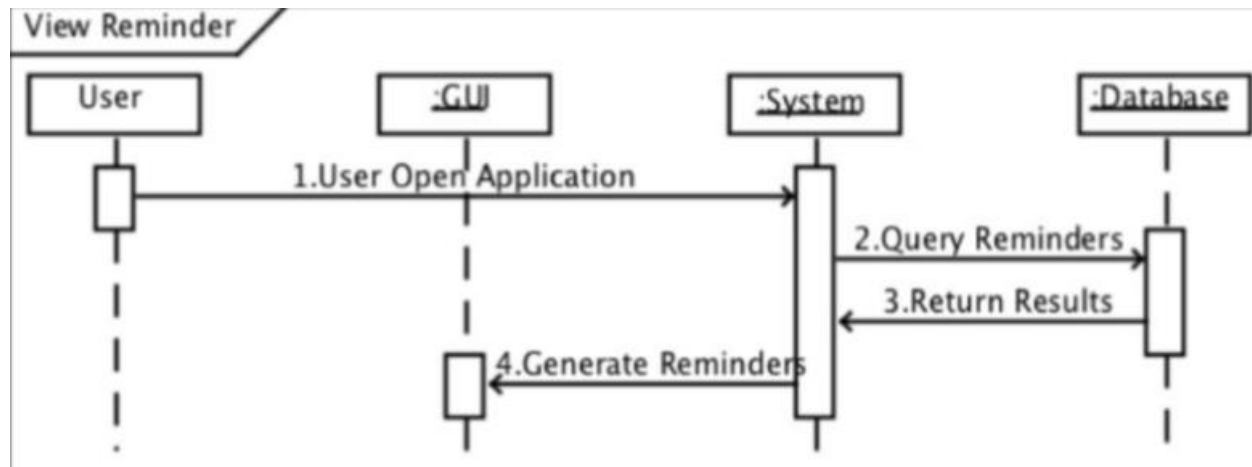 View Reminder
User
:GUI
:System
:Database
1.User Open Application
2.Query Reminders
3.Return Results
4.Generate Reminders